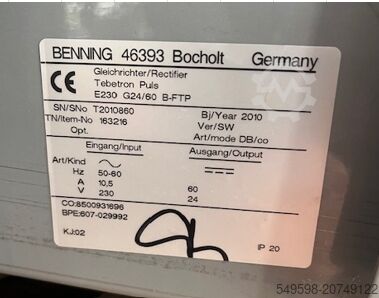 BENNING 46393 Bocholt Germany
CE Gleichrichter/Rectifier
Tebetron Puls
E230 G24/60 B-FTP
SN/SNo T2010860 Bj/Year 2010
TN/Item-No 163216 Ver/SW
Opt. Art/mode DB/co
Eingang/Input Ausgang/Output
Art/Kind
Hz 50-60
A 10,5 60
V 230 24
CO:8500931696
BPE:607-029992
KJ:02 IP 20
549598-20749122